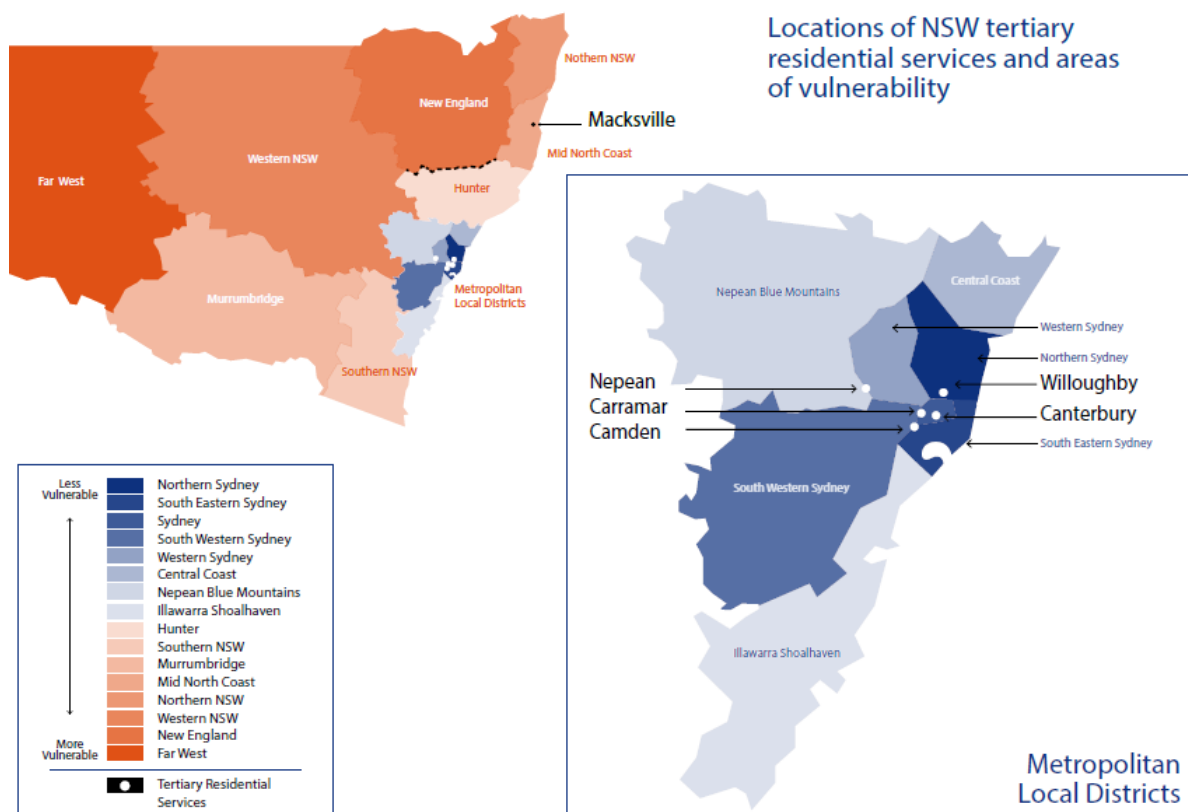 Locations of NSW tertiary
residential services and areas
of vulnerability
Nothern NSW
New England
Macksville
Mid North Coast
Western NSW
Far West
Hunter
Murrumbridge
Metropolitan
Local Districts
Southern NSW
Central Coast
Nepean Blue Mountains
Western Sydney
Northern Sydney
Nepean
Willoughby
Carramar
Canterbury
Camden
South Eastern Sydney
South Western Sydney
Illawarra Shoalhaven
Metropolitan
Local Districts
Less
Vulnerable
Northern Sydney
South Eastern Sydney
Sydney
South Western Sydney
Western Sydney
Central Coast
Nepean Blue Mountains
Illawarra Shoalhaven
Hunter
Southern NSW
Murrumbridge
Mid North Coast
Northern NSW
Western NSW
New England
Far West
More
Vulnerable
Tertiary Residential
Services